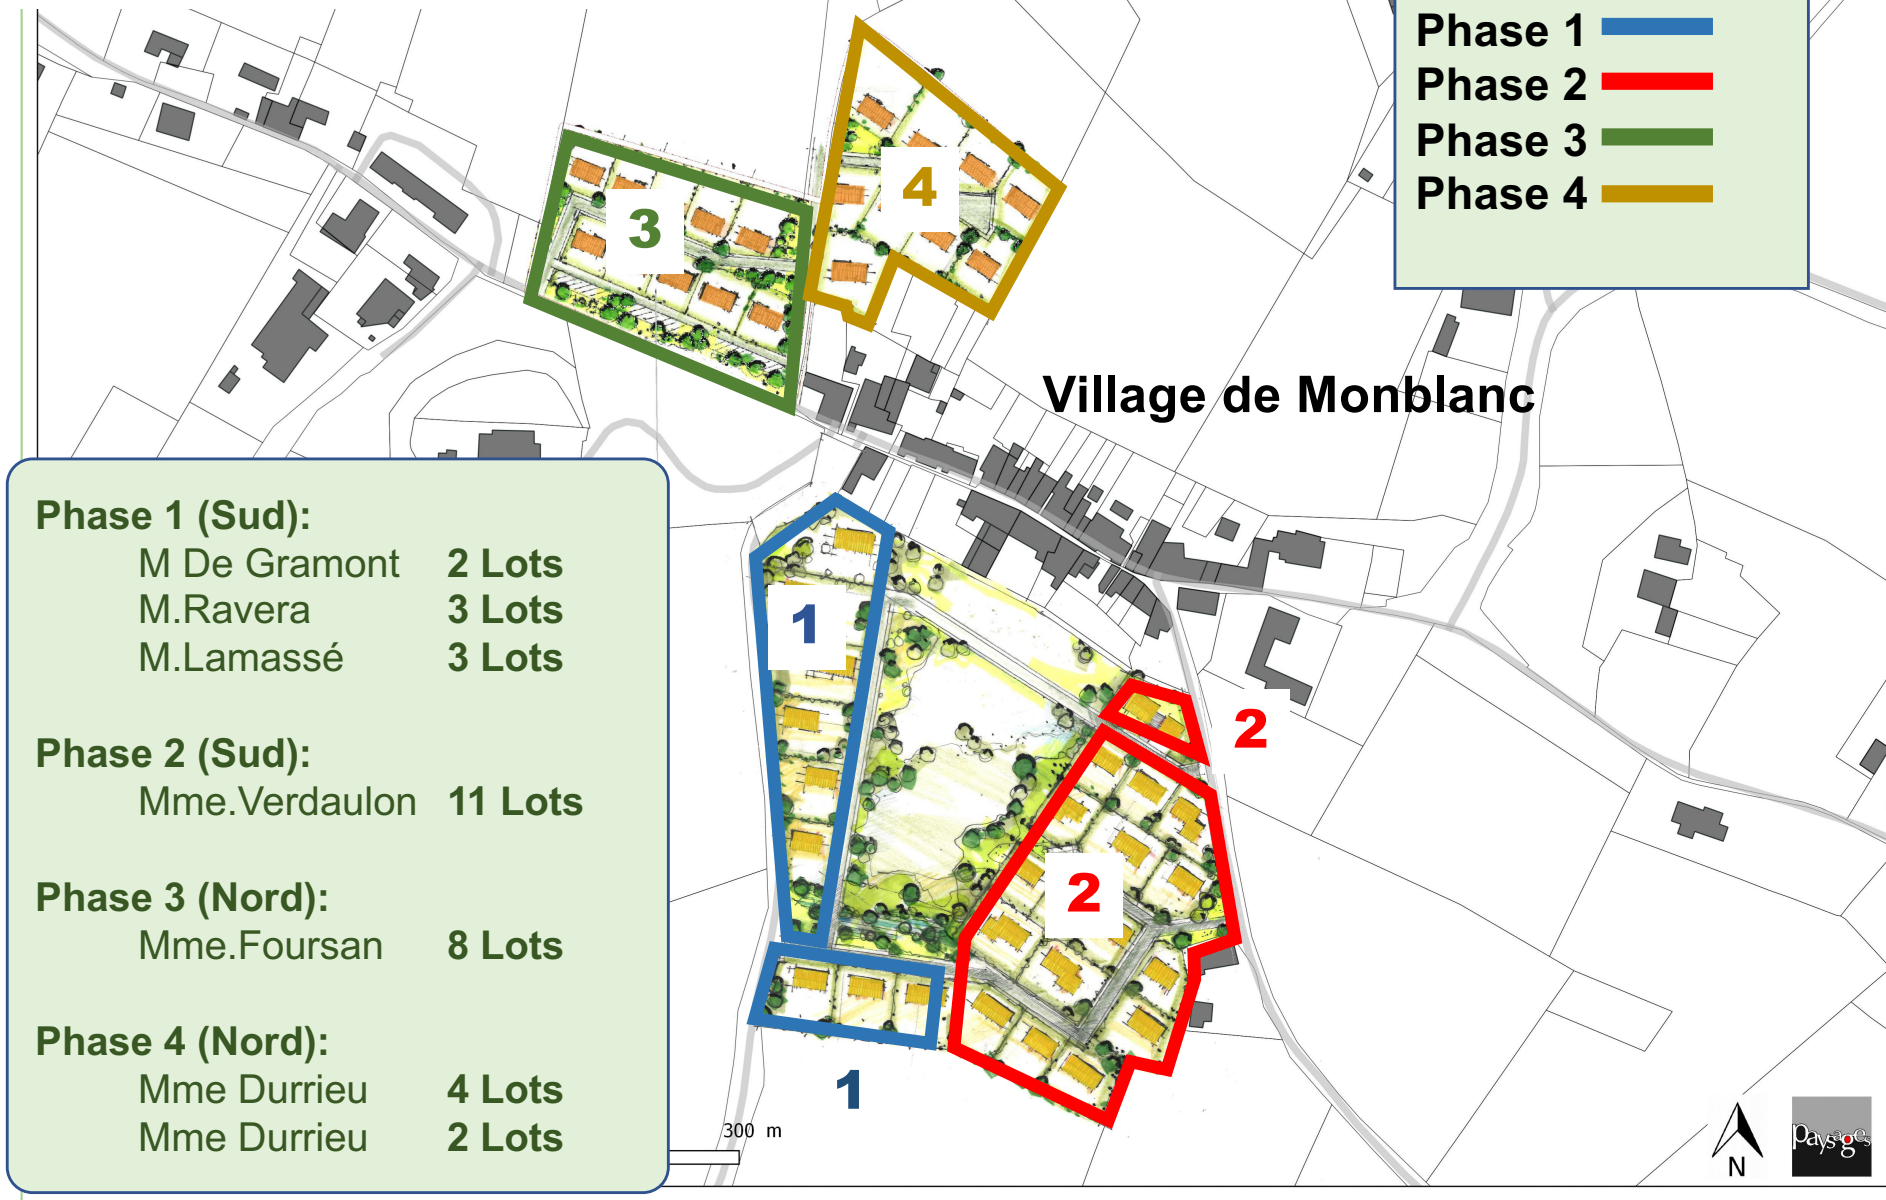 Phase 1
Phase 2
Phase 3
Phase 4
4
3
Village de Monblanc
Phase 1 (Sud):
M De Gramont 2 Lots
M.Ravera 3 Lots
M.Lamassé 3 Lots
Phase 2 (Sud):
Mme.Verdaulon 11 Lots
Phase 3 (Nord):
Mme.Foursan 8 Lots
Phase 4 (Nord):
Mme Durrieu 4 Lots
Mme Durrieu 2 Lots
1
2
2
1
300 m
N
paysages